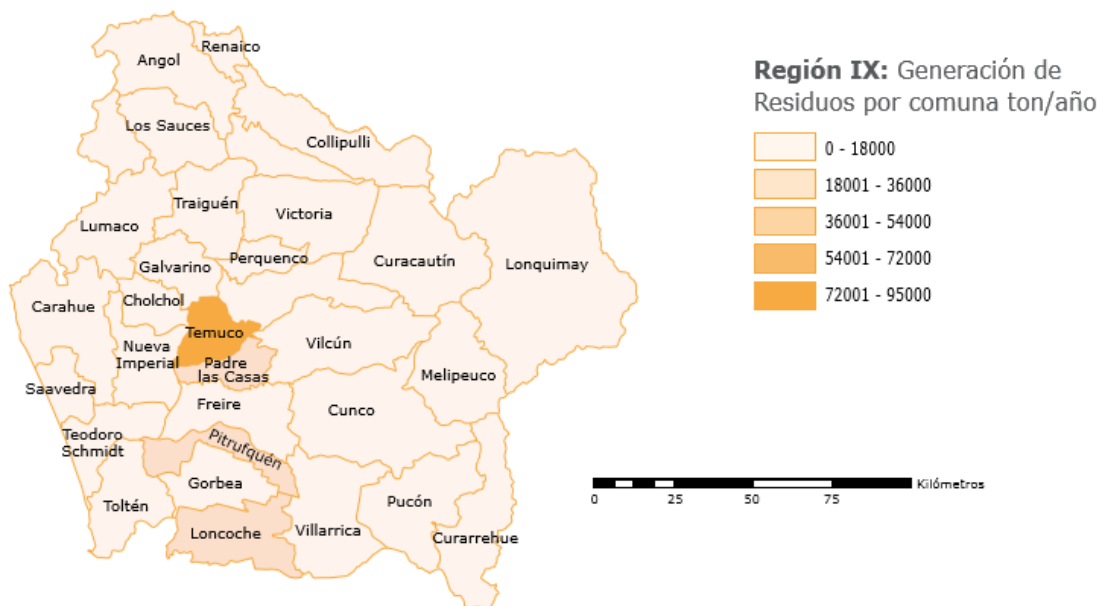 Renaico
Angol
Los Sauces
Collipulli
Traiguén
Victoria
Lumaco
Perquenco
Galvarino
Curacautín
Lonquimay
Carahue
Cholchol
Temuco
Nueva
Imperial
Vilcún
Padre
las Casas
Melipeuco
Saavedra
Freire
Cunco
Teodoro
Schmidt
Pitrufquén
Gorbea
Toltén
Pucón
Loncoche
Villarrica
Curarrehue
Región IX: Generación de
Residuos por comuna ton/año
0 - 18000
18001 - 36000
36001 - 54000
54001 - 72000
72001 - 95000
Kilómetros
0 25 50 75